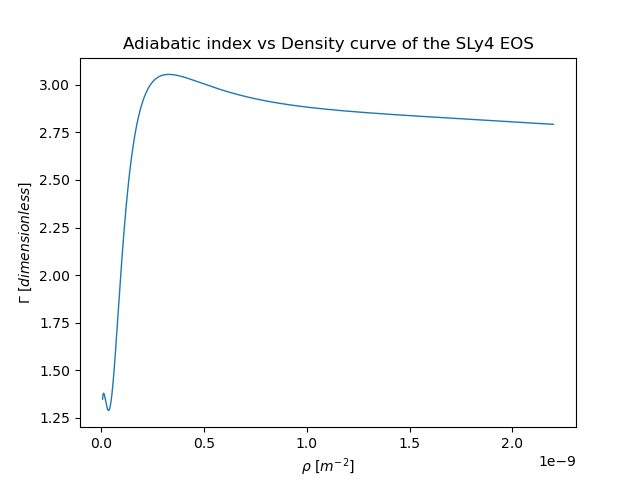 Adiabatic index vs Density curve of the SLy4 EOS
3.00
2.75
2.50
2.25
2.00
1.75
1.50
1.25
Γ [dimensionless]
0.0 0.5 1.0 1.5 2.0
1e−9
ρ [m⁻²]